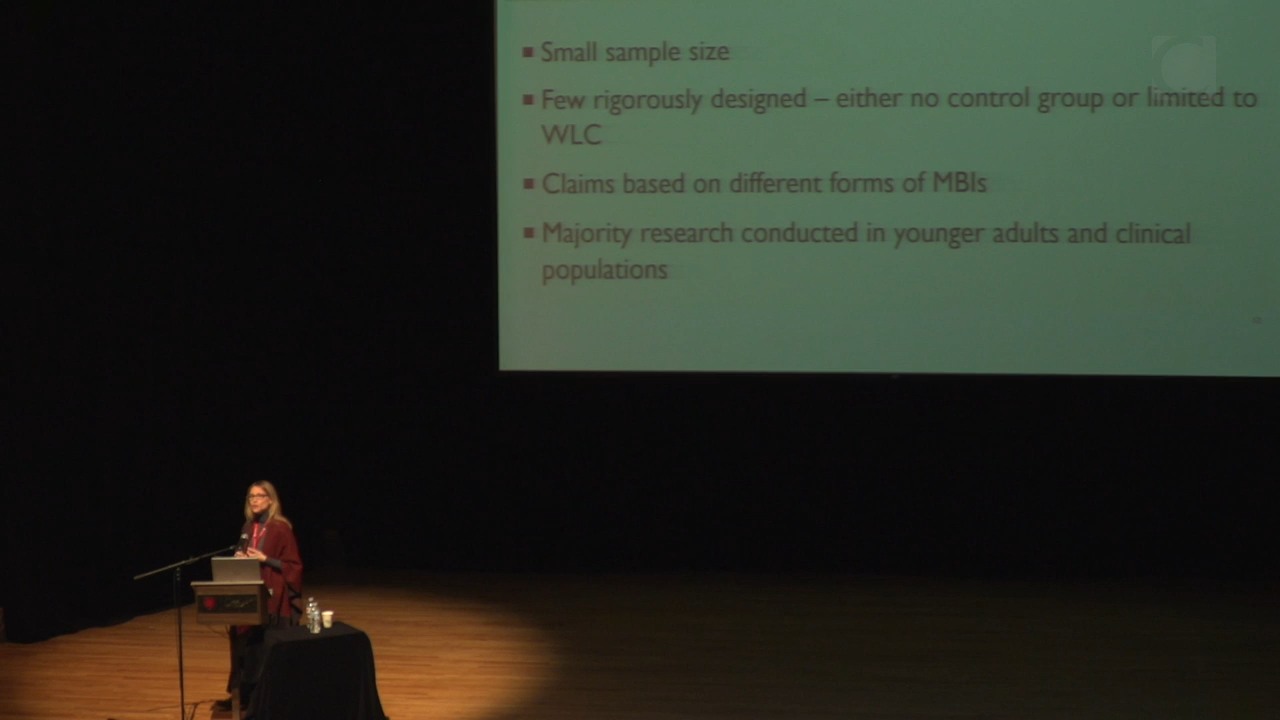 ▪ Small sample size
▪ Few rigorously designed – either no control group or limited to
WLC
▪ Claims based on different forms of MBIs
▪ Majority research conducted in younger adults and clinical
populations